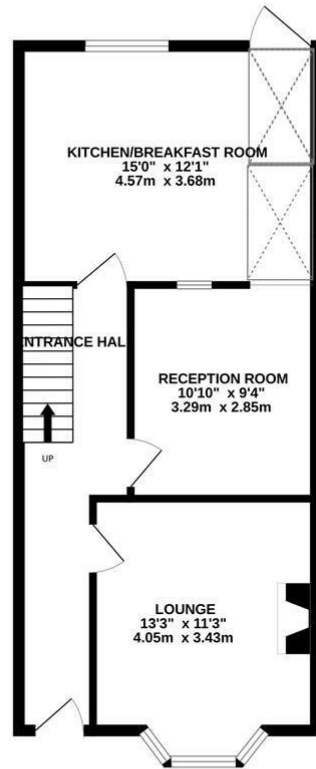 KITCHEN/BREAKFAST ROOM
15'0" x 12'1"
4.57m x 3.68m
ENTRANCE HAL
RECEPTION ROOM
10'10" x 9'4"
3.29m x 2.85m
UP
LOUNGE
13'3" x 11'3"
4.05m x 3.43m